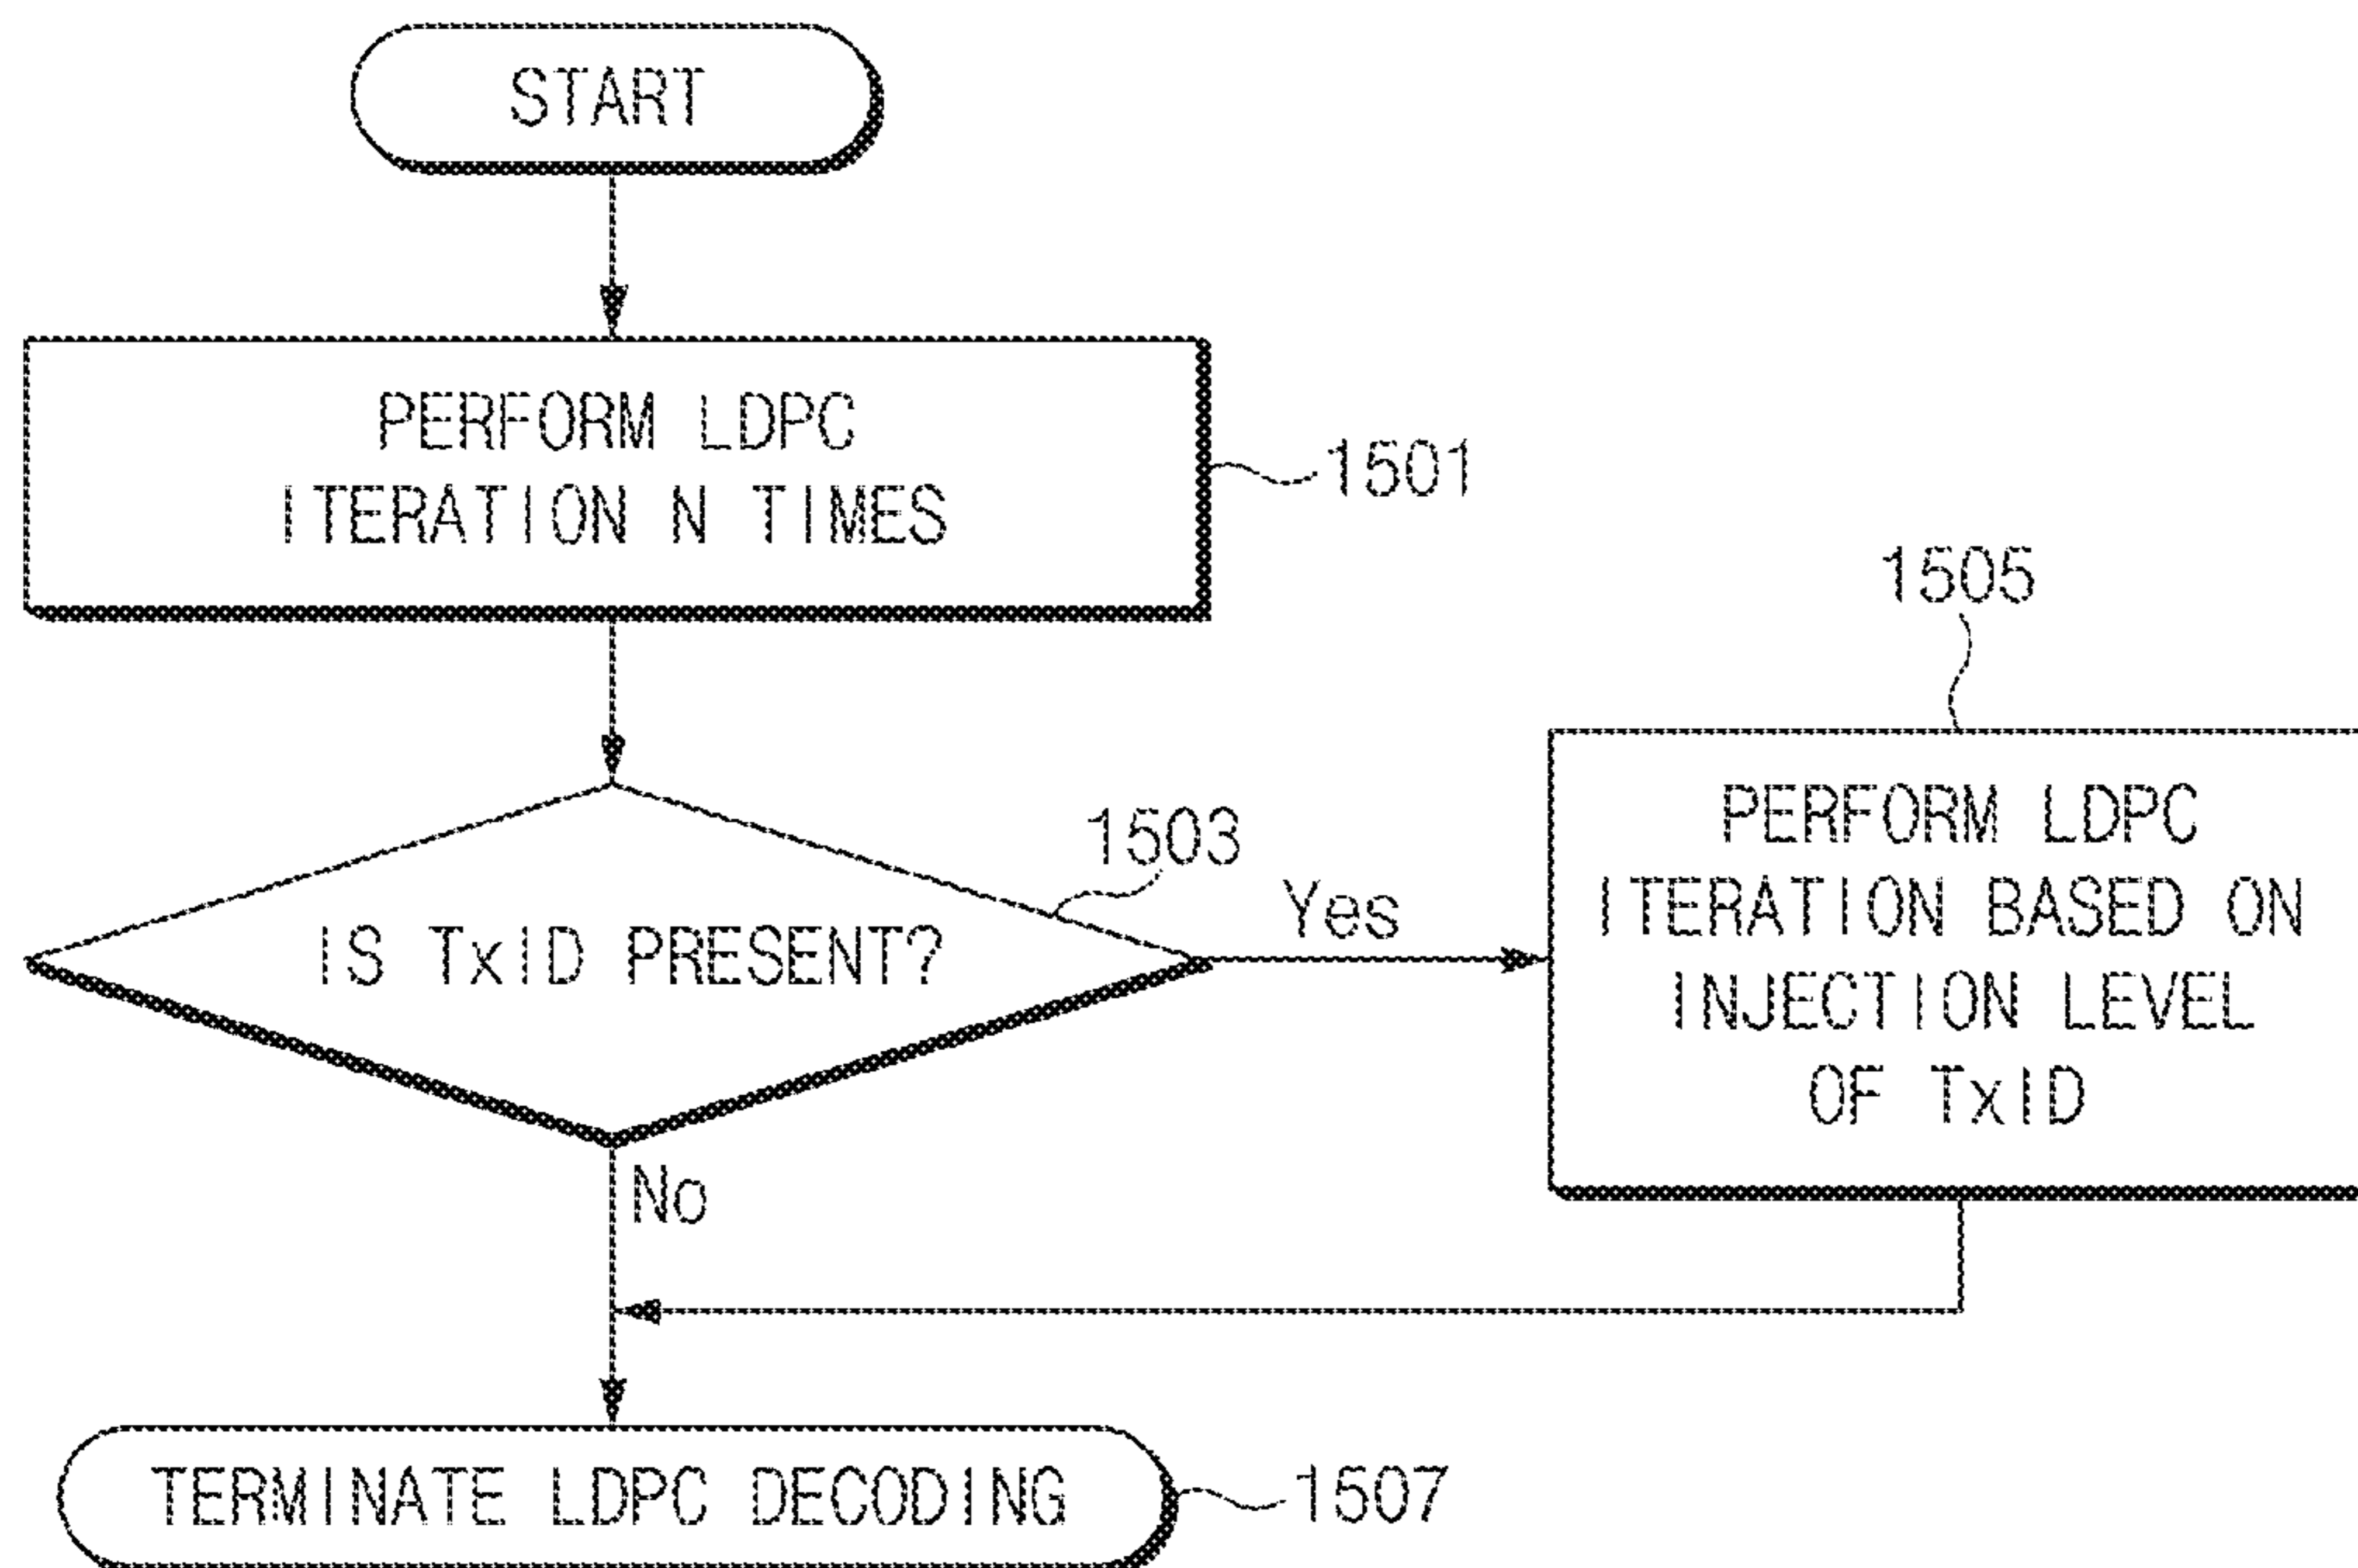 START
PERFORM LDPC
ITERATION N TIMES
1501
1505
1503
IS TxID PRESENT?
Yes
PERFORM LDPC
ITERATION BASED ON
INJECTION LEVEL
OF TxID
No
TERMINATE LDPC DECODING
1507